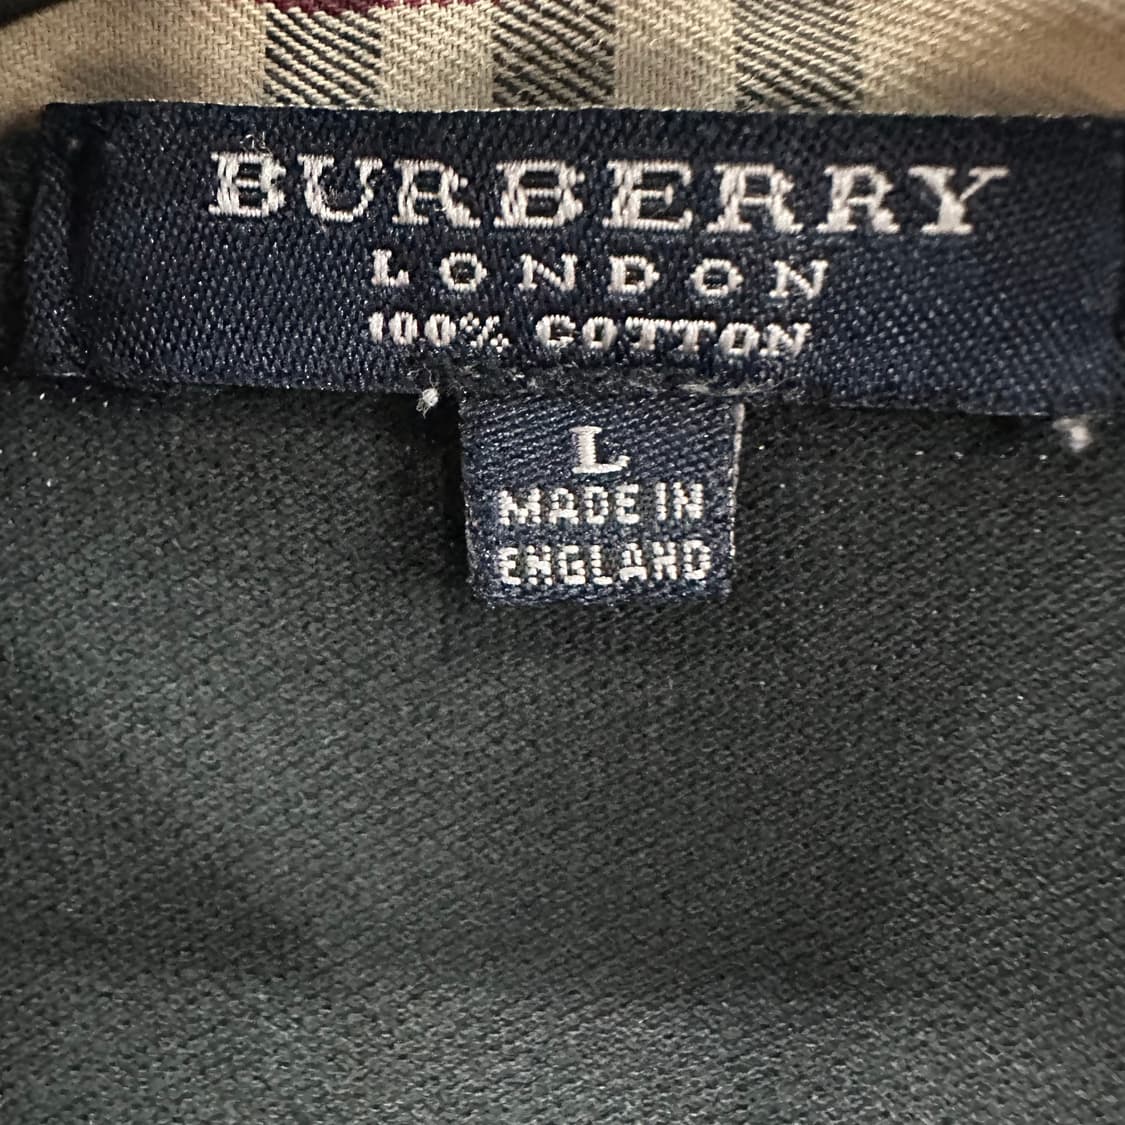 BURBERRY
LONDON
100% COTTON
L
MADE IN
ENGLAND